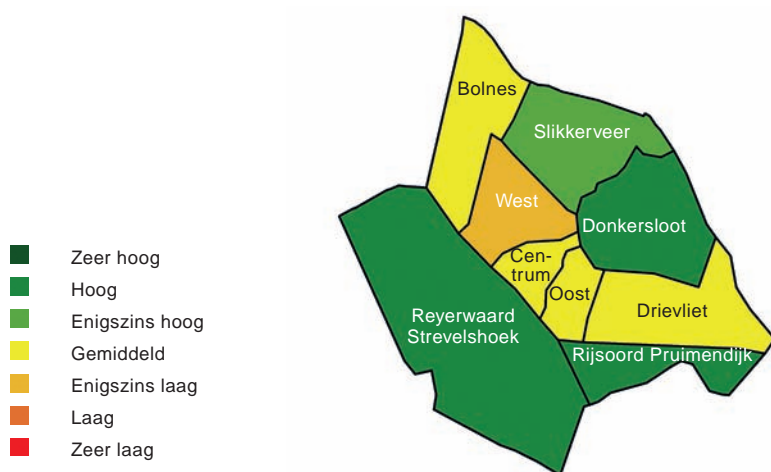 Zeer hoog
Hoog
Enigszins hoog
Gemiddeld
Enigszins laag
Laag
Zeer laag
Bolnes
Slikkerveer
West
Donkersloot
Cen-
trum
Oost
Drievliet
Reyerwaard
Strevelshoek
Rijsoord Pruimendijk